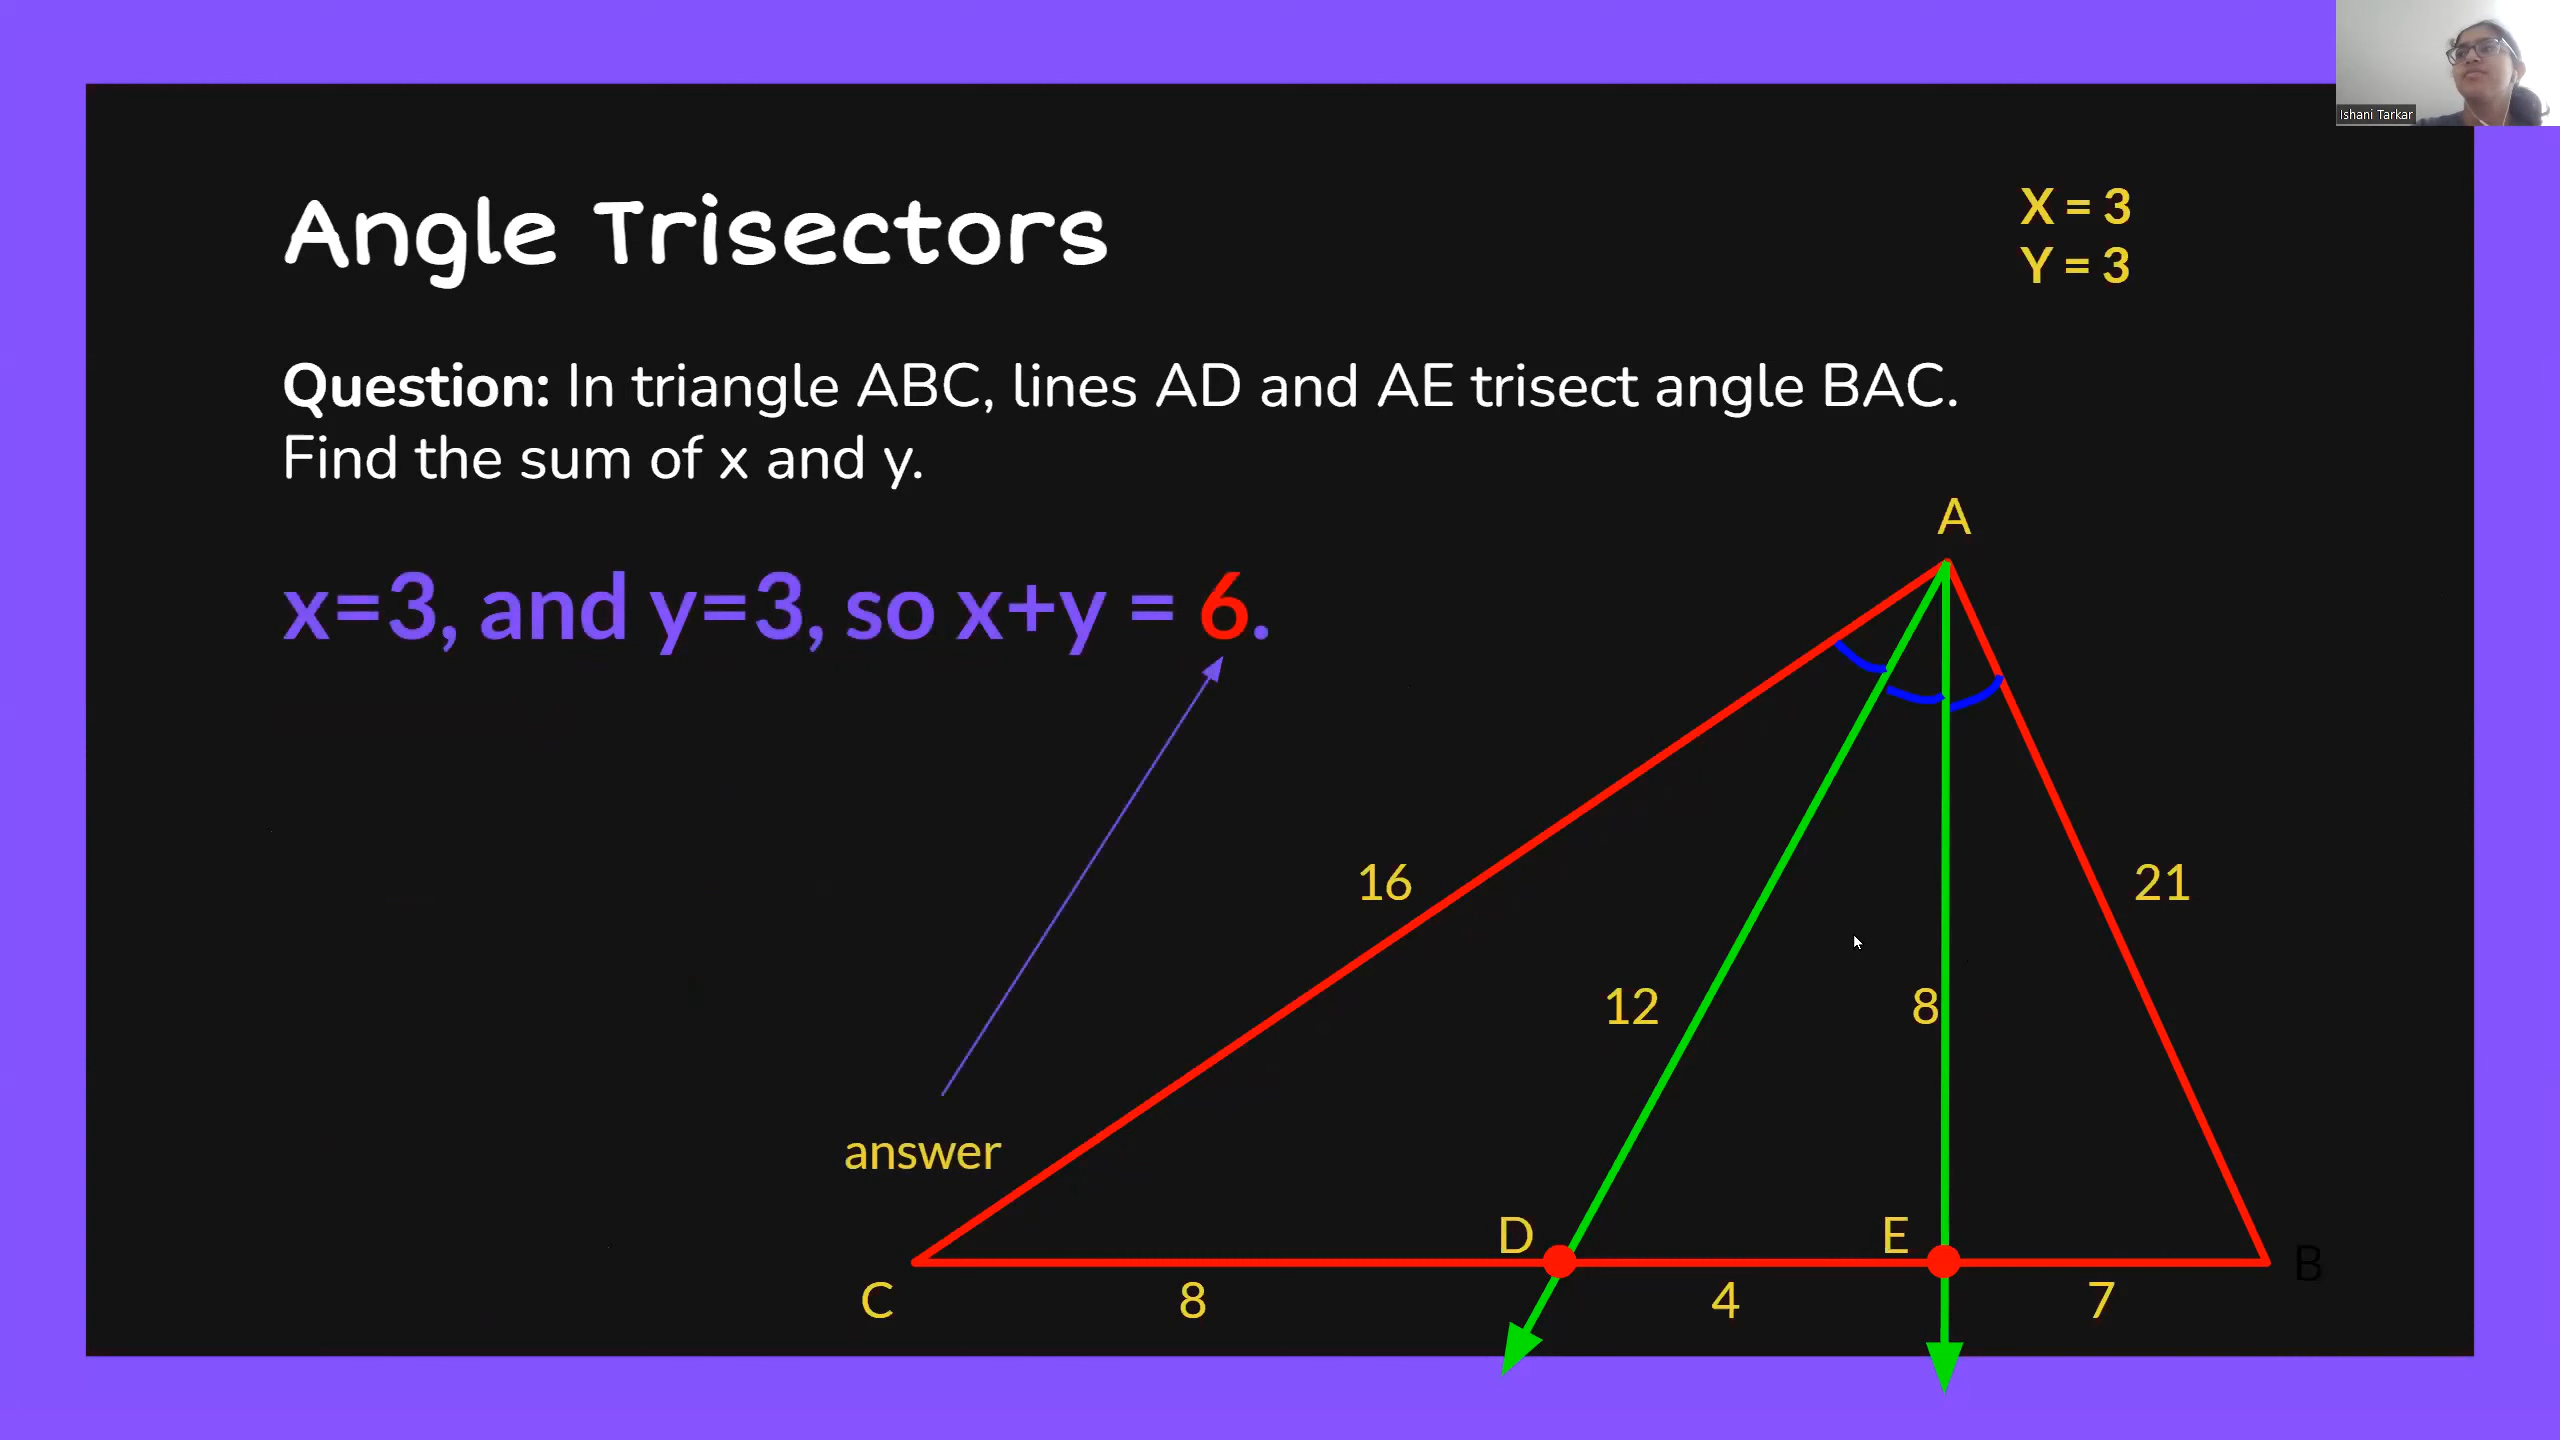 Ishani Tarkar
Angle Trisectors
X = 3
Y = 3
Question: In triangle ABC, lines AD and AE trisect angle BAC.
Find the sum of x and y.
x=3, and y=3, so x+y = 6.
A
16
21
12
8
answer
D
E
B
C
8
4
7